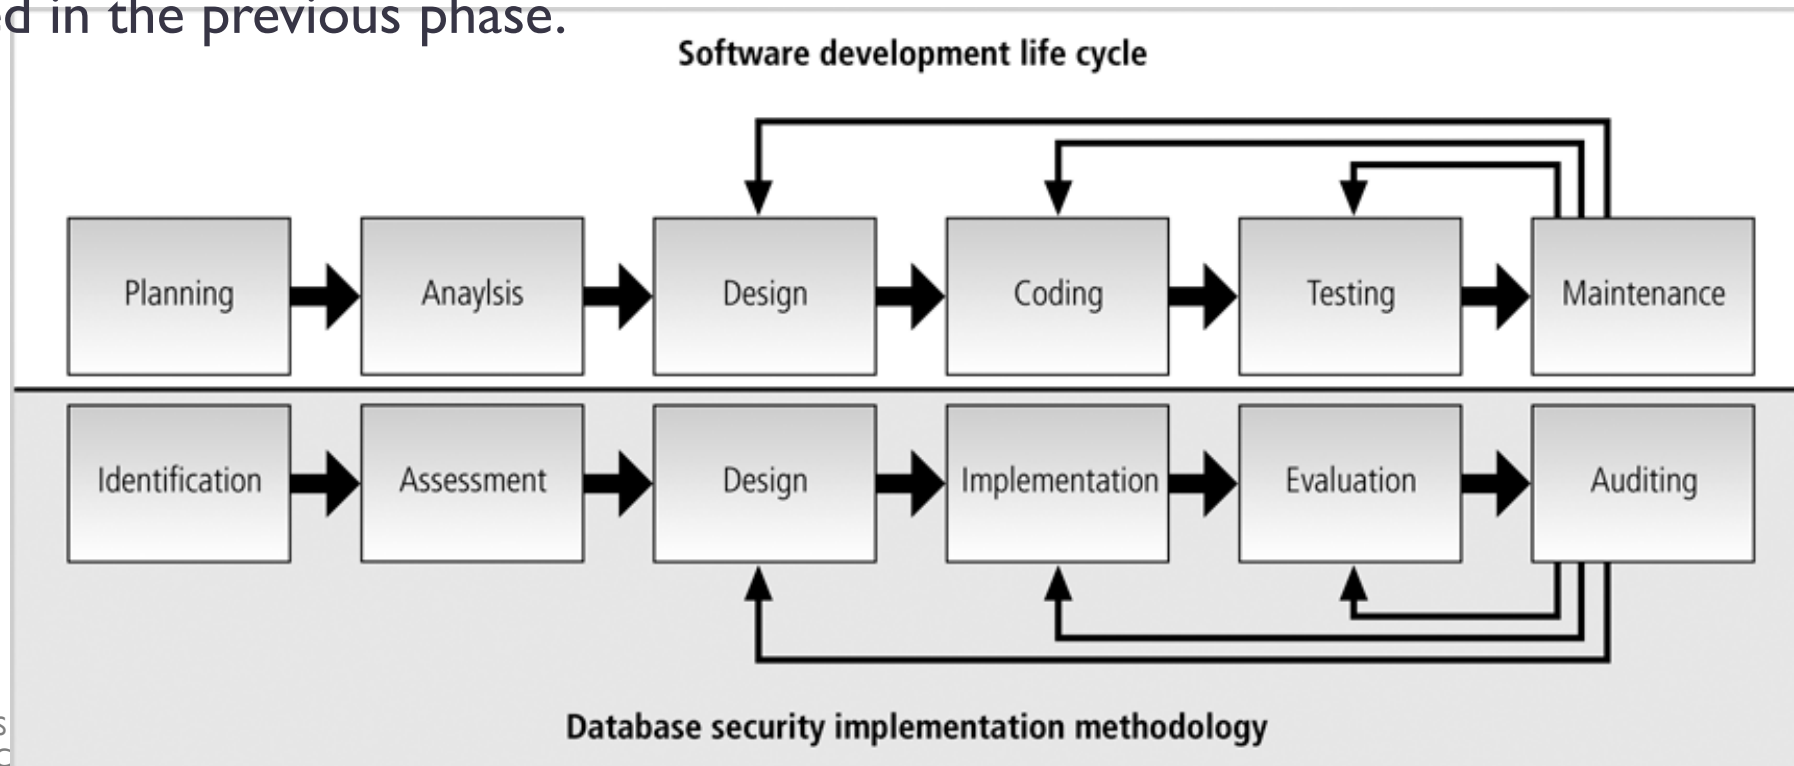 ed in the previous phase.
Software development life cycle
Planning
Anaylsis
Design
Coding
Testing
Maintenance
Identification
Assessment
Design
Implementation
Evaluation
Auditing
Database security implementation methodology